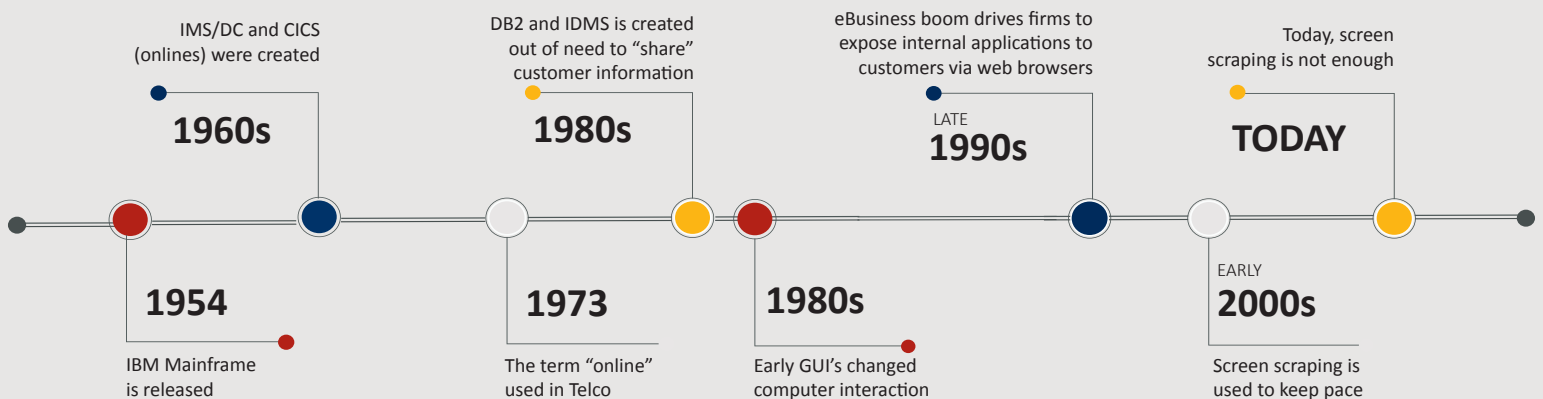 IMS/DC and CICS
(onlines) were created
1960s
DB2 and IDMS is created
out of need to “share”
customer information
1980s
eBusiness boom drives firms to
expose internal applications to
customers via web browsers
LATE
1990s
Today, screen
scraping is not enough
TODAY
1954
IBM Mainframe
is released
1973
The term “online”
used in Telco
1980s
Early GUI’s changed
computer interaction
EARLY
2000s
Screen scraping is
used to keep pace